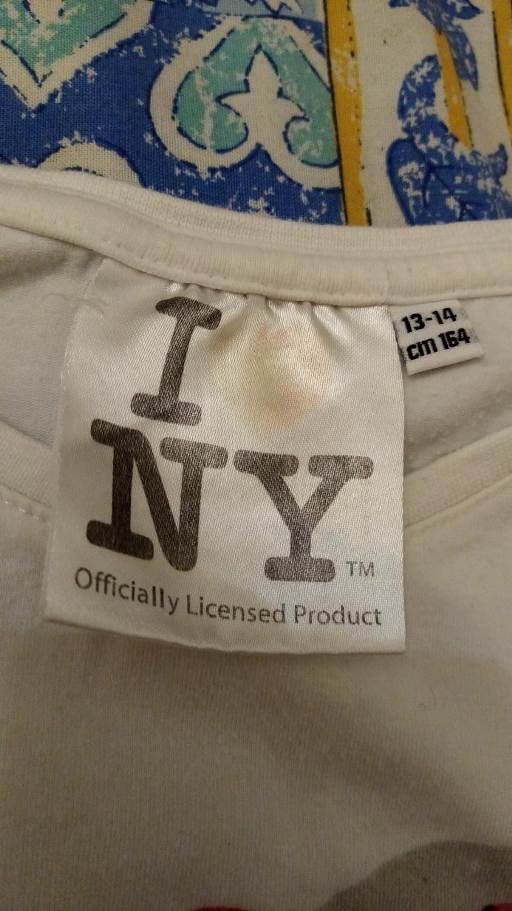 I
NY TM
Officially Licensed Product
13-14
cm 164